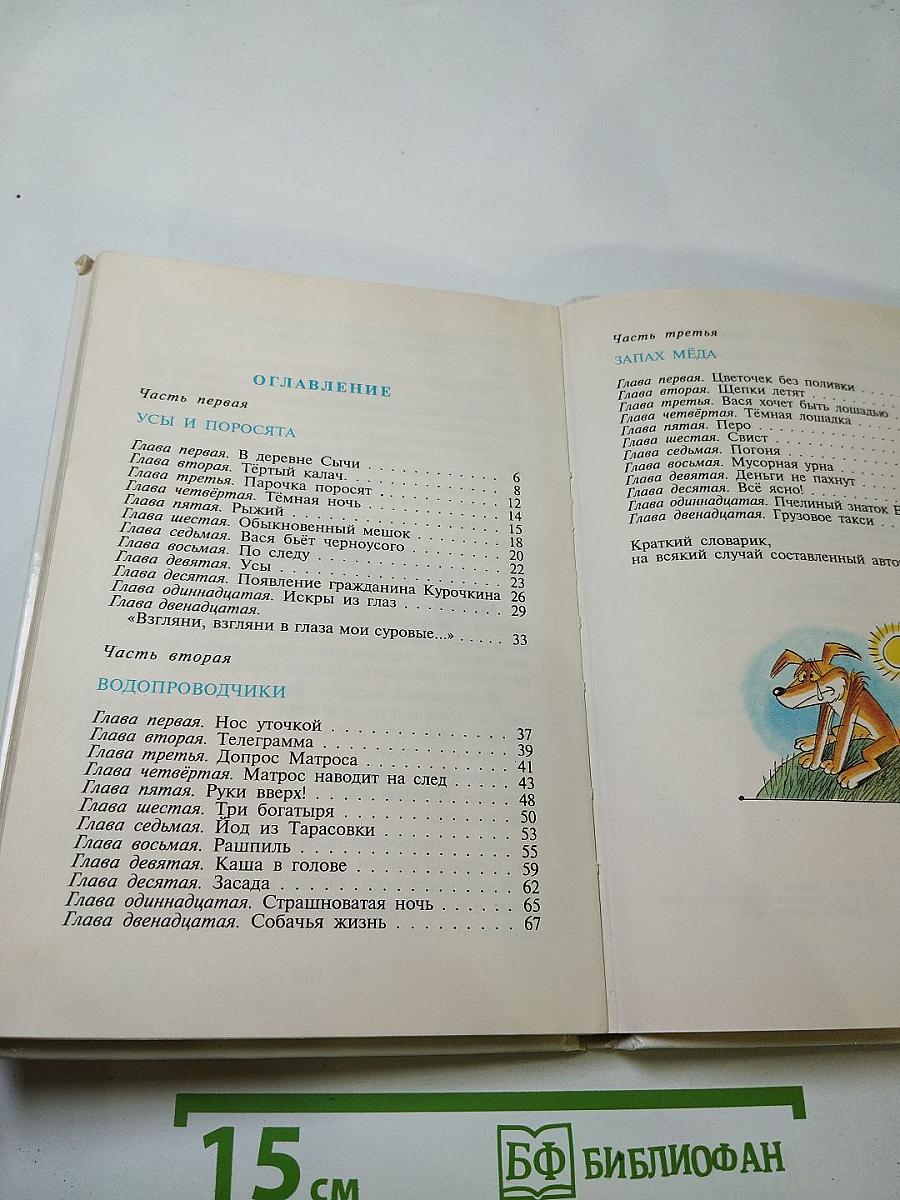 ОГЛАВЛЕНИЕ
Часть первая
УСЫ И ПОРОСЯТА
Глава первая. В деревне Сычи . . . . . . . . . . . . . 6
Глава вторая. Тёртый калач. . . . . . . . . . . . . . 8
Глава третья. Парочка поросят . . . . . . . . . . . . 12
Глава четвёртая. Тёмная ночь . . . . . . . . . . . . 14
Глава пятая. Рыжий . . . . . . . . . . . . . . . . . 15
Глава шестая. Обыкновенный мешок . . . . . . . . . 18
Глава седьмая. Вася бьёт черноусого . . . . . . . . . 20
Глава восьмая. По следу . . . . . . . . . . . . . . . 22
Глава девятая. Усы . . . . . . . . . . . . . . . . . 23
Глава десятая. Появление гражданина Курочкина 26
Глава одиннадцатая. Искры из глаз . . . . . . . . . 29
Глава двенадцатая.
«Взгляни, взгляни в глаза мои суровые...» . . . . . 33
Часть вторая
ВОДОПРОВОДЧИКИ
Глава первая. Нос уточкой . . . . . . . . . . . . . . 37
Глава вторая. Телеграмма . . . . . . . . . . . . . . 39
Глава третья. Допрос Матроса . . . . . . . . . . . . 41
Глава четвёртая. Матрос наводит на след . . . . . . 43
Глава пятая. Руки вверх! . . . . . . . . . . . . . . 48
Глава шестая. Три богатыря . . . . . . . . . . . . . 50
Глава седьмая. Йод из Тарасовки . . . . . . . . . . 53
Глава восьмая. Рашпиль . . . . . . . . . . . . . . . 55
Глава девятая. Каша в голове . . . . . . . . . . . . 59
Глава десятая. Засада . . . . . . . . . . . . . . . . 62
Глава одиннадцатая. Страшноватая ночь . . . . . . 65
Глава двенадцатая. Собачья жизнь . . . . . . . . . 67
Часть третья
ЗАПАХ МЁДА
Глава первая. Цветочек без поливки . . . .
Глава вторая. Щепки летят . . . . . . . .
Глава третья. Вася хочет быть лошадью .
Глава четвёртая. Тёмная лошадка
Глава пятая. Перо . . . . . . . . . . . .
Глава шестая. Свист . . . . . . . . . . .
Глава седьмая. Погоня . . . . . . . . . .
Глава восьмая. Мусорная урна . . . . . .
Глава девятая. Деньги не пахнут . . . .
Глава десятая. Всё ясно! . . . . . . . . .
Глава одиннадцатая. Пчелиный знаток
Глава двенадцатая. Грузовое такси . .
Краткий словарик,
на всякий случай составленный
15 см
БФ БИБЛИОФАН